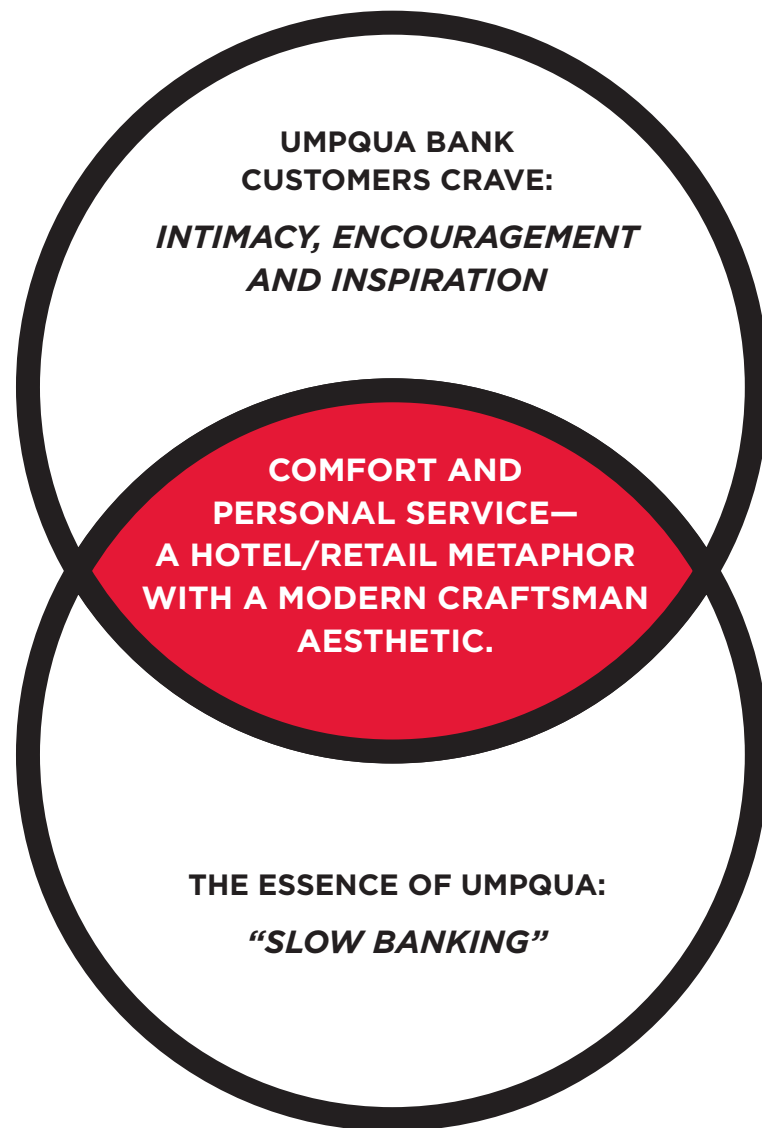 UMPQUA BANK
CUSTOMERS CRAVE:
INTIMACY, ENCOURAGEMENT
AND INSPIRATION
COMFORT AND
PERSONAL SERVICE—
A HOTEL/RETAIL METAPHOR
WITH A MODERN CRAFTSMAN
AESTHETIC.
THE ESSENCE OF UMPQUA:
“SLOW BANKING”